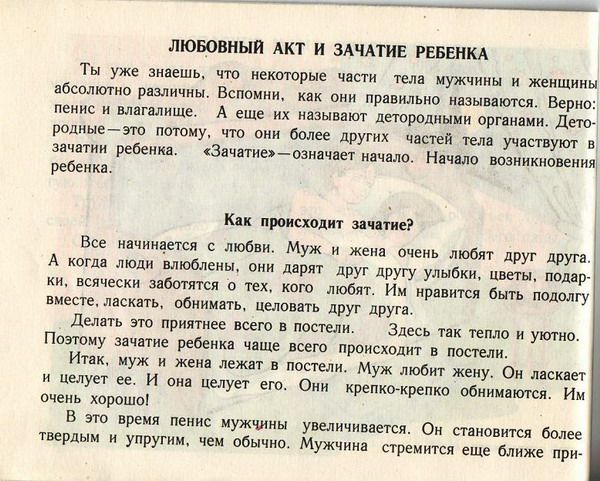 ЛЮБОВНЫЙ АКТ И ЗАЧАТИЕ РЕБЕНКА
Ты уже знаешь, что некоторые части тела мужчины и женщины
абсолютно различны. Вспомни, как они правильно называются. Верно:
пенис и влагалище. А еще их называют детородными органами. Дето-
родные—это потому, что они более других частей тела участвуют в
зачатии ребенка. «Зачатие»—означает начало. Начало возникновения
ребенка.
Как происходит зачатие?
Все начинается с любви. Муж и жена очень любят друг друга.
А когда люди влюблены, они дарят друг другу улыбки, цветы, подар-
ки, всячески заботятся о тех, кого любят. Им нравится быть подолгу
вместе, ласкать, обнимать, целовать друг друга.
Делать это приятнее всего в постели. Здесь так тепло и уютно.
Поэтому зачатие ребенка чаще всего происходит в постели.
Итак, муж и жена лежат в постели. Муж любит жену. Он ласкает
и целует ее. И она целует его. Они крепко-крепко обнимаются. Им
очень хорошо!
В это время пенис мужчины увеличивается. Он становится более
твердым и упругим, чем обычно. Мужчина стремится еще ближе при-